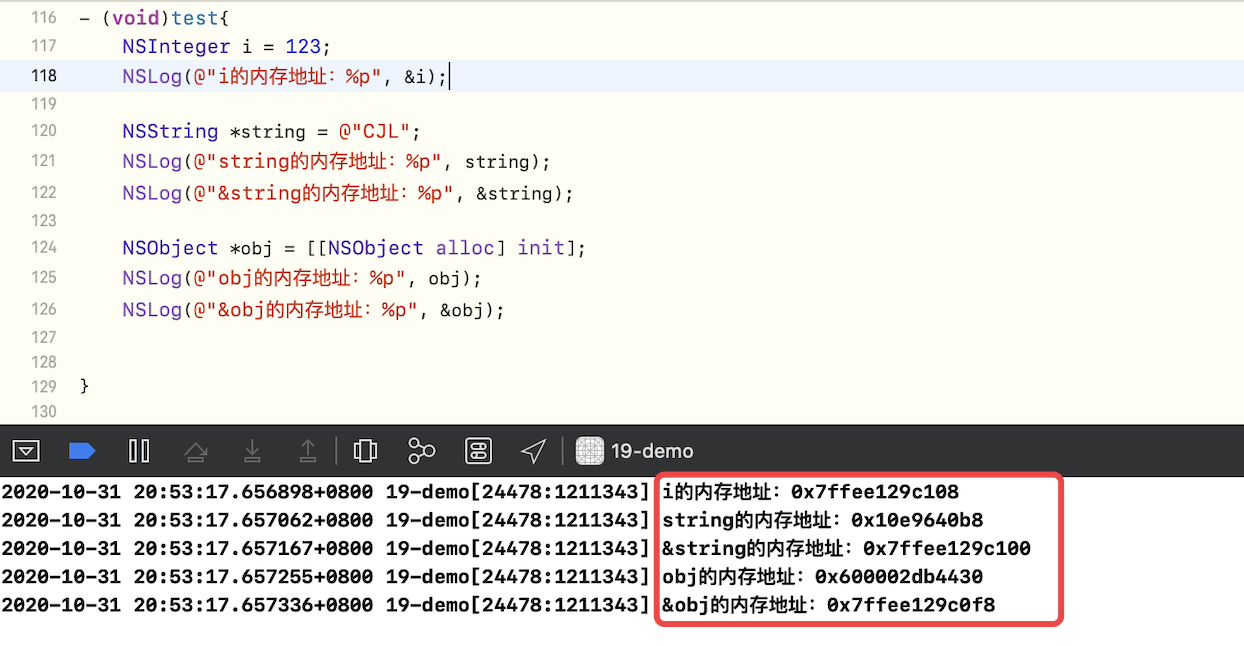 116 - (void)test{
117 NSInteger i = 123;
118 NSLog(@"i的内存地址：%p", &i);
119
120 NSString *string = @"CJL";
121 NSLog(@"string的内存地址：%p", string);
122 NSLog(@"&string的内存地址：%p", &string);
123
124 NSObject *obj = [[NSObject alloc] init];
125 NSLog(@"obj的内存地址：%p", obj);
126 NSLog(@"&obj的内存地址：%p", &obj);
127
128
129 }
130
19-demo
2020-10-31 20:53:17.656898+0800 19-demo[24478:1211343] i的内存地址：0x7ffee129c108
2020-10-31 20:53:17.657062+0800 19-demo[24478:1211343] string的内存地址：0x10e9640b8
2020-10-31 20:53:17.657167+0800 19-demo[24478:1211343] &string的内存地址：0x7ffee129c100
2020-10-31 20:53:17.657255+0800 19-demo[24478:1211343] obj的内存地址：0x600002db4430
2020-10-31 20:53:17.657336+0800 19-demo[24478:1211343] &obj的内存地址：0x7ffee129c0f8